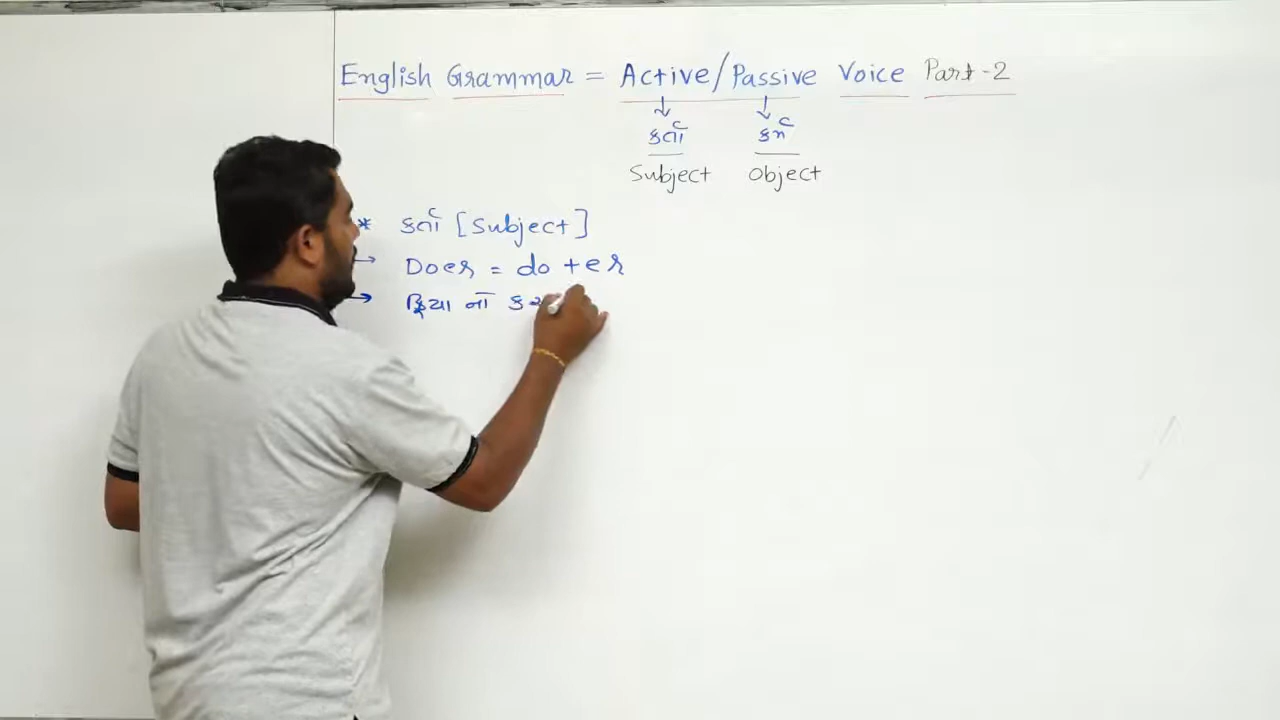 English Grammar = Active/Passive Voice Part-2
↓ ↓
કર્તા કર્મ
Subject Object
* કર્તા [Subject]
→ Doer = do + er
→ ક્રિયા નો